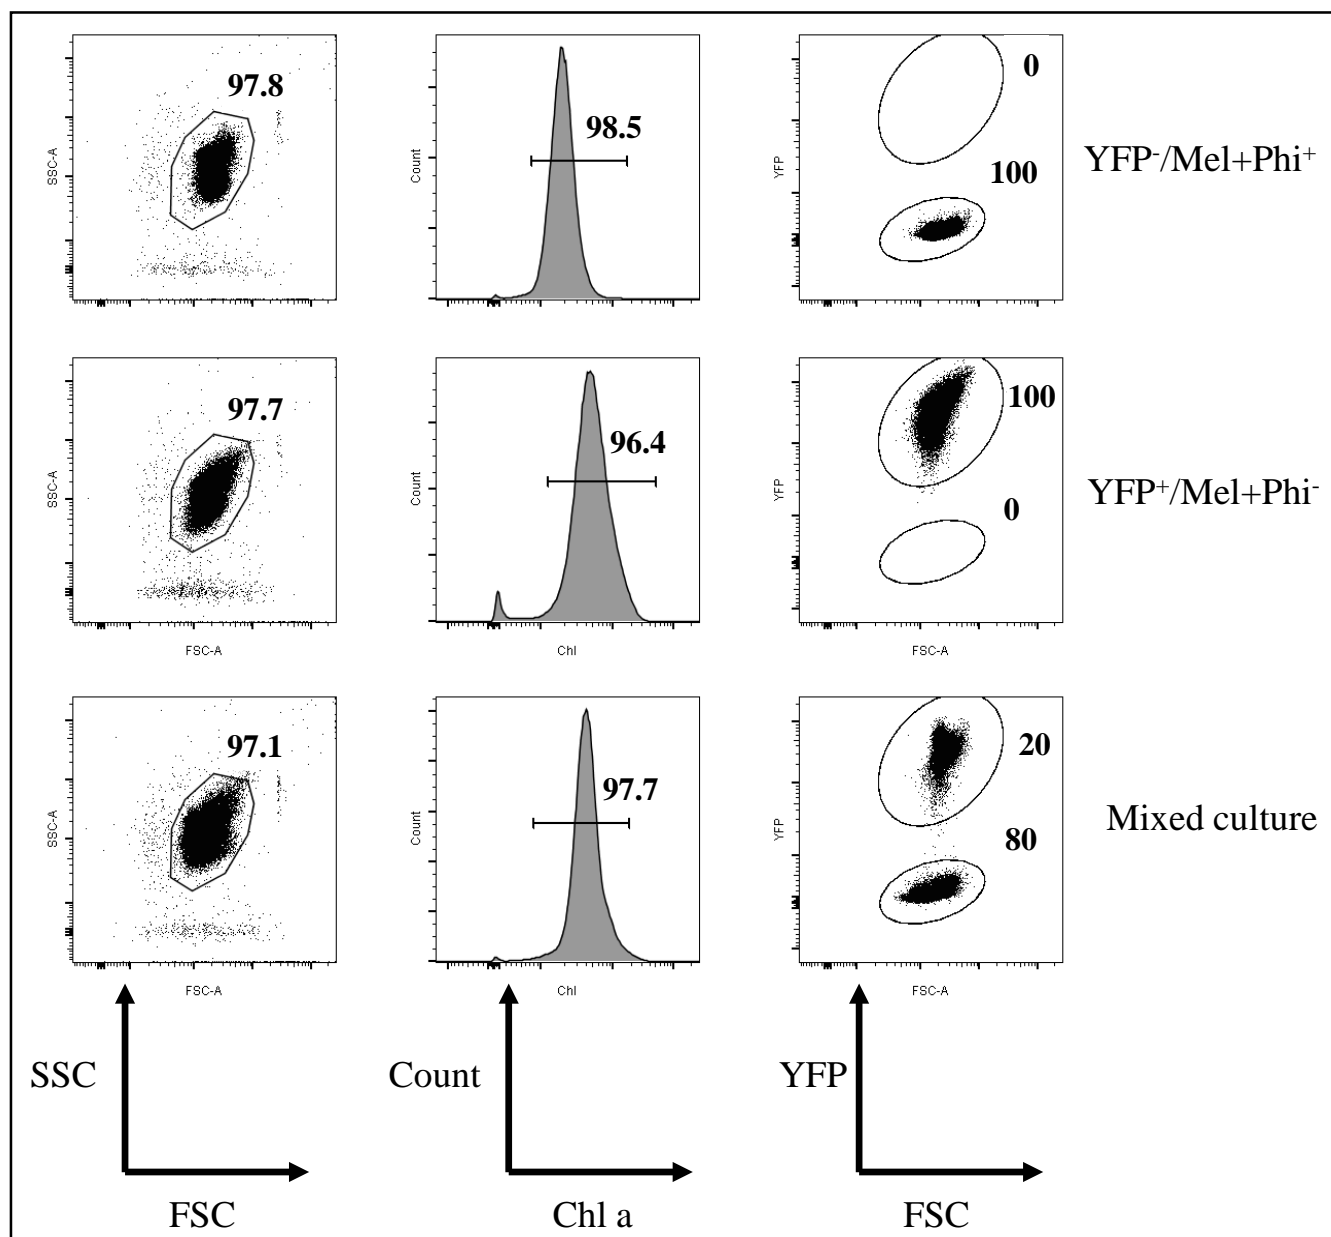 97.8
SSC-A
98.5
Count
0
100
YFP
YFP⁻/Mel+Phi⁺
97.7
SSC-A
FSC-A
96.4
Count
Chl
100
0
YFP
FSC-A
YFP⁺/Mel+Phi⁻
97.1
SSC-A
FSC-A
97.7
Count
Chl
20
80
YFP
FSC-A
Mixed culture
SSC
FSC
Count
Chl a
YFP
FSC